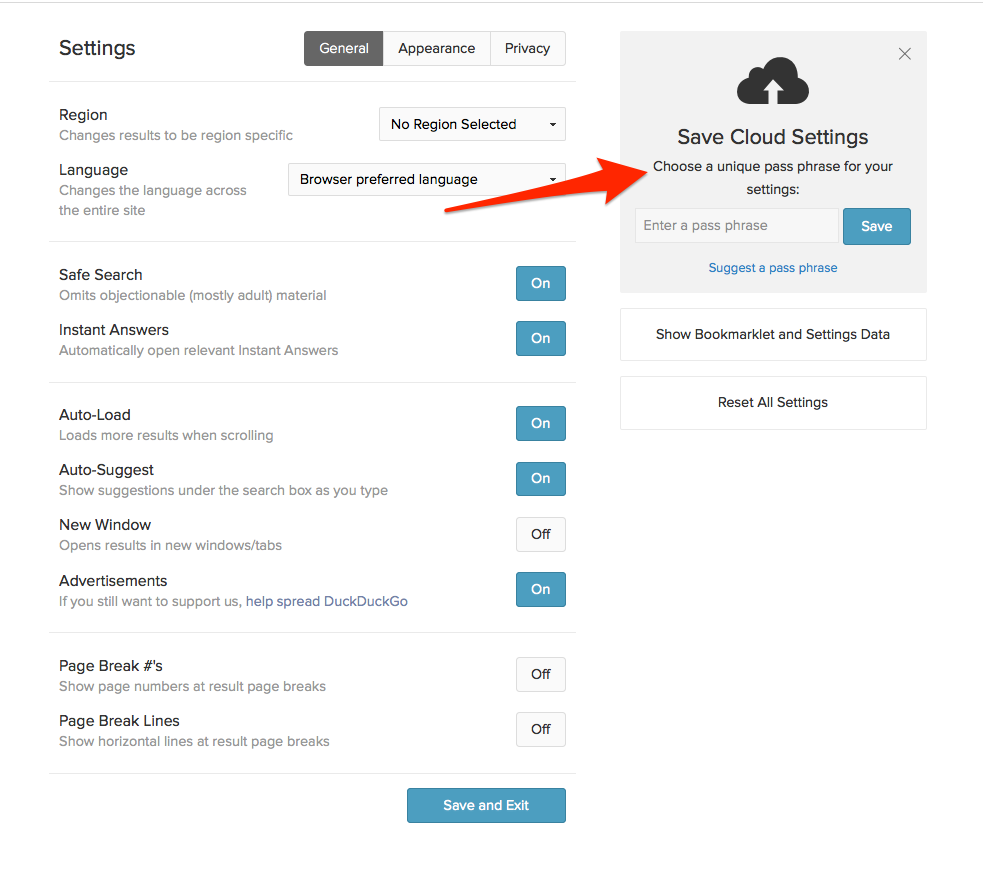 Settings
General
Appearance
Privacy
Region
Changes results to be region specific
No Region Selected
Language
Changes the language across
the entire site
Browser preferred language
Safe Search
Omits objectionable (mostly adult) material
On
Instant Answers
Automatically open relevant Instant Answers
On
Auto-Load
Loads more results when scrolling
On
Auto-Suggest
Show suggestions under the search box as you type
On
New Window
Opens results in new windows/tabs
Off
Advertisements
If you still want to support us, help spread DuckDuckGo
On
Page Break #'s
Show page numbers at result page breaks
Off
Page Break Lines
Show horizontal lines at result page breaks
Off
Save and Exit
Save Cloud Settings
Choose a unique pass phrase for your
settings:
Enter a pass phrase
Save
Suggest a pass phrase
Show Bookmarklet and Settings Data
Reset All Settings